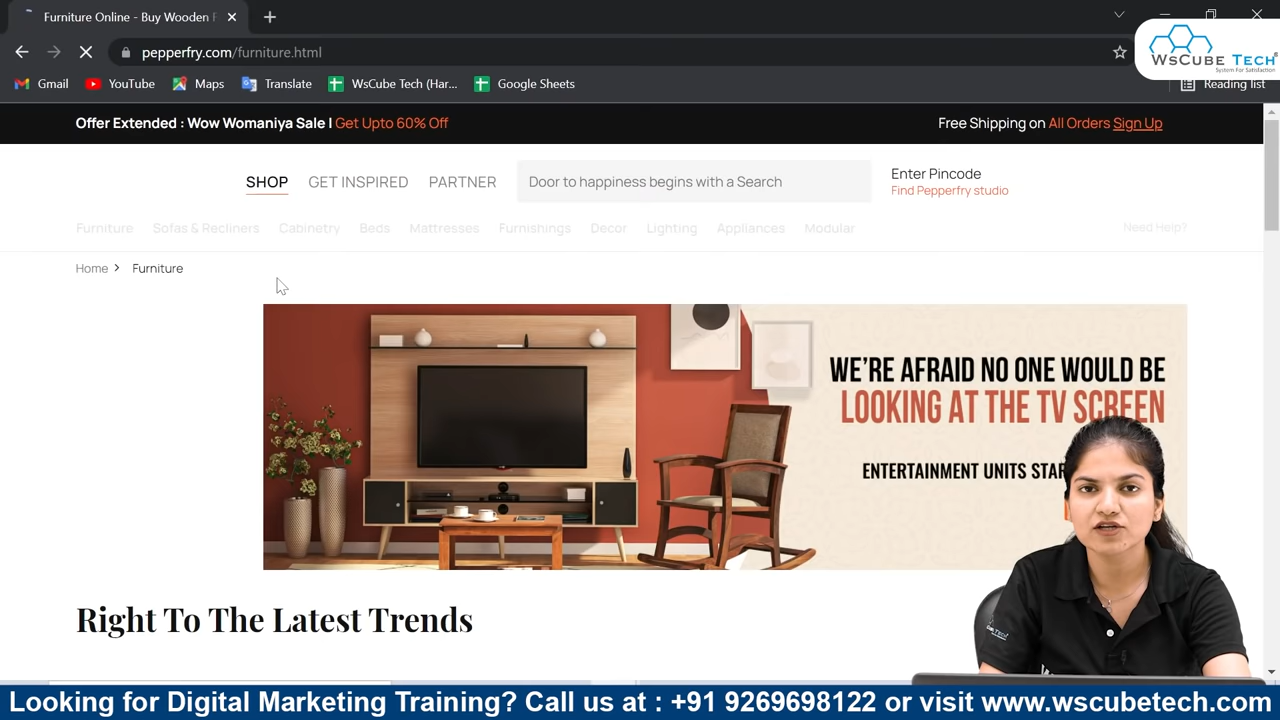 Furniture Online - Buy Wooden F
pepperfry.com/furniture.html
WsCube Tech
System For Satisfaction
Gmail
YouTube
Maps
Translate
WsCube Tech (Har...
Reading list
Offer Extended : Wow Womaniya Sale I Get Upto 60% Off
Free Shipping on All Orders Sign Up
SHOP
GET INSPIRED
PARTNER
Door to happiness begins with a Search
Enter Pincode
Find Pepperfry studio
Furniture
Sofas & Recliners
Cabinetry
Beds
Mattresses
Furnishings
Decor
Lighting
Appliances
Modular
Need Help?
Home > Furniture
WE'RE AFRAID NO ONE WOULD BE
LOOKING AT THE TV SCREEN
ENTERTAINMENT UNITS
Right To The Latest Trends
Looking for Digital Marketing Training? Call us at : +91 9269698122 or visit www.wscubetech.com